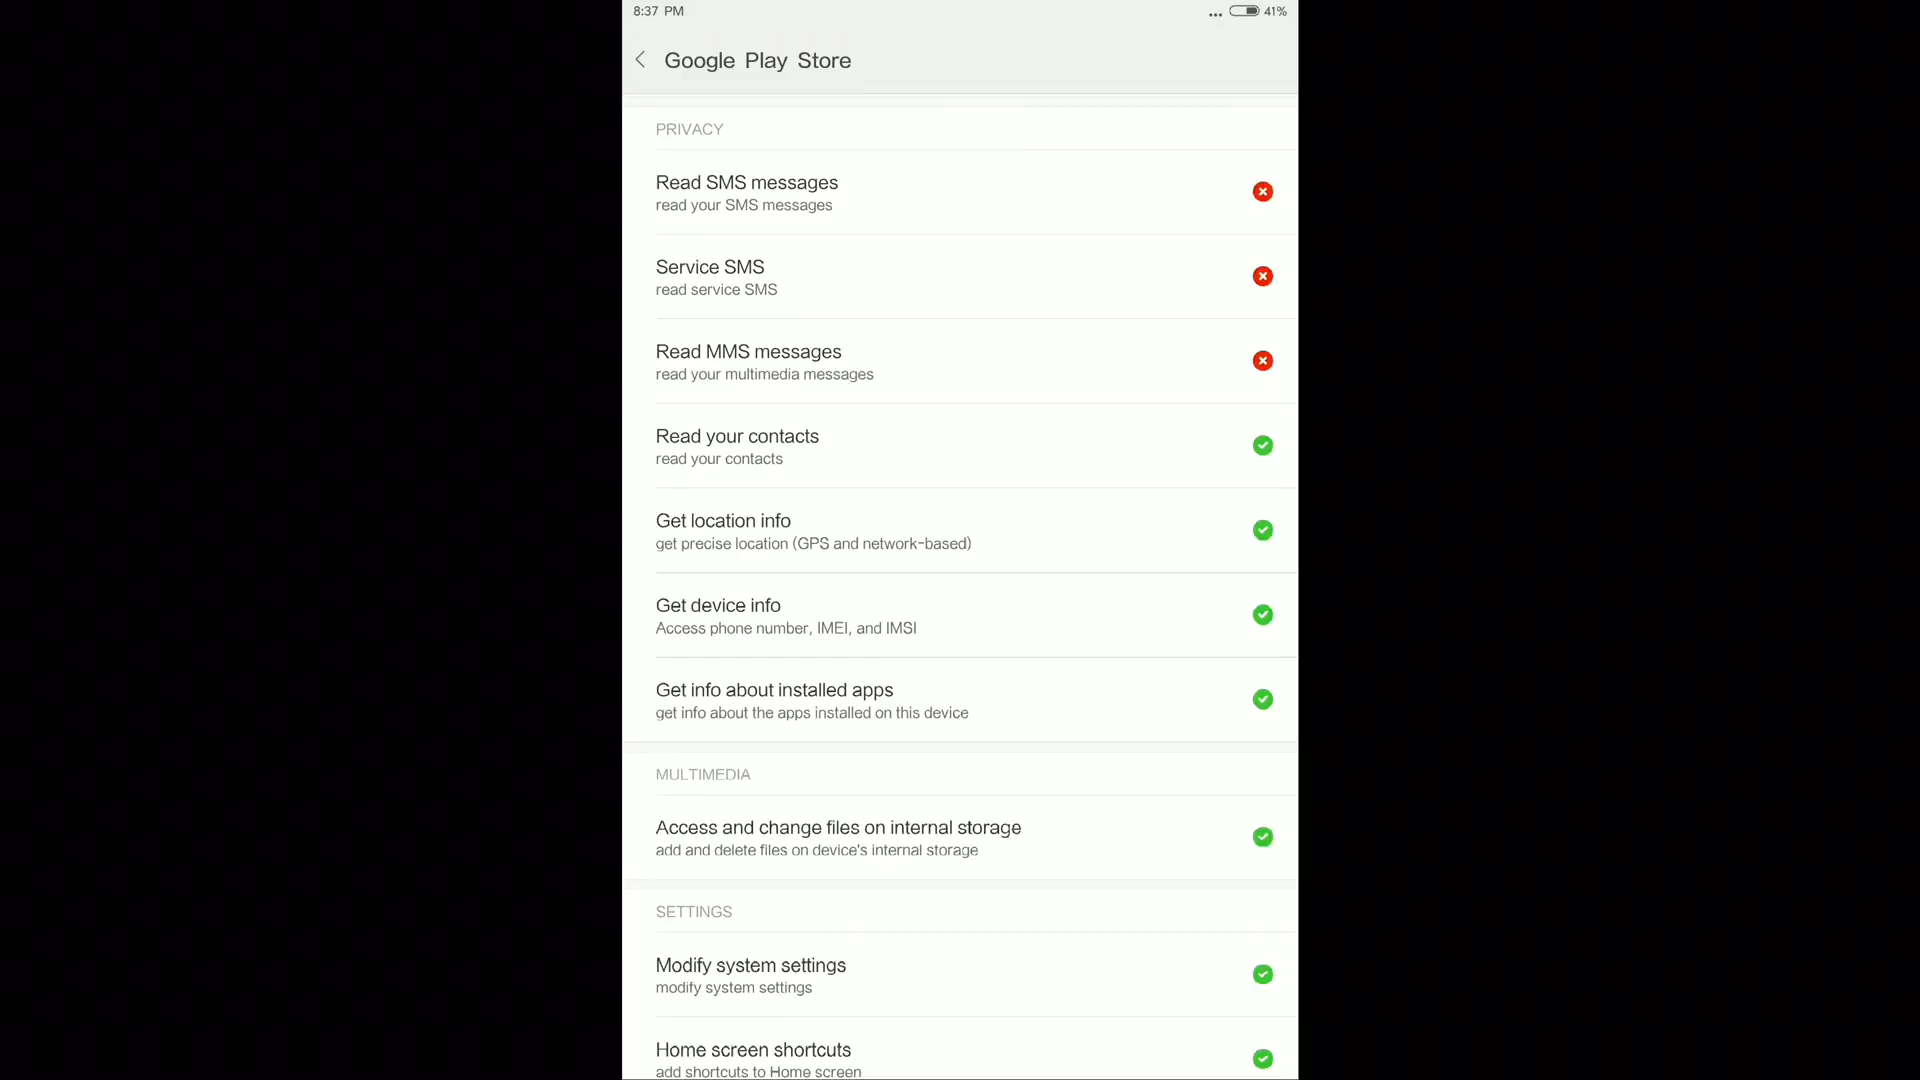 8:37 PM
... 41%
Google Play Store
PRIVACY
Read SMS messages
read your SMS messages
Service SMS
read service SMS
Read MMS messages
read your multimedia messages
Read your contacts
read your contacts
Get location info
get precise location (GPS and network-based)
Get device info
Access phone number, IMEI, and IMSI
Get info about installed apps
get info about the apps installed on this device
MULTIMEDIA
Access and change files on internal storage
add and delete files on device's internal storage
SETTINGS
Modify system settings
modify system settings
Home screen shortcuts
add shortcuts to Home screen